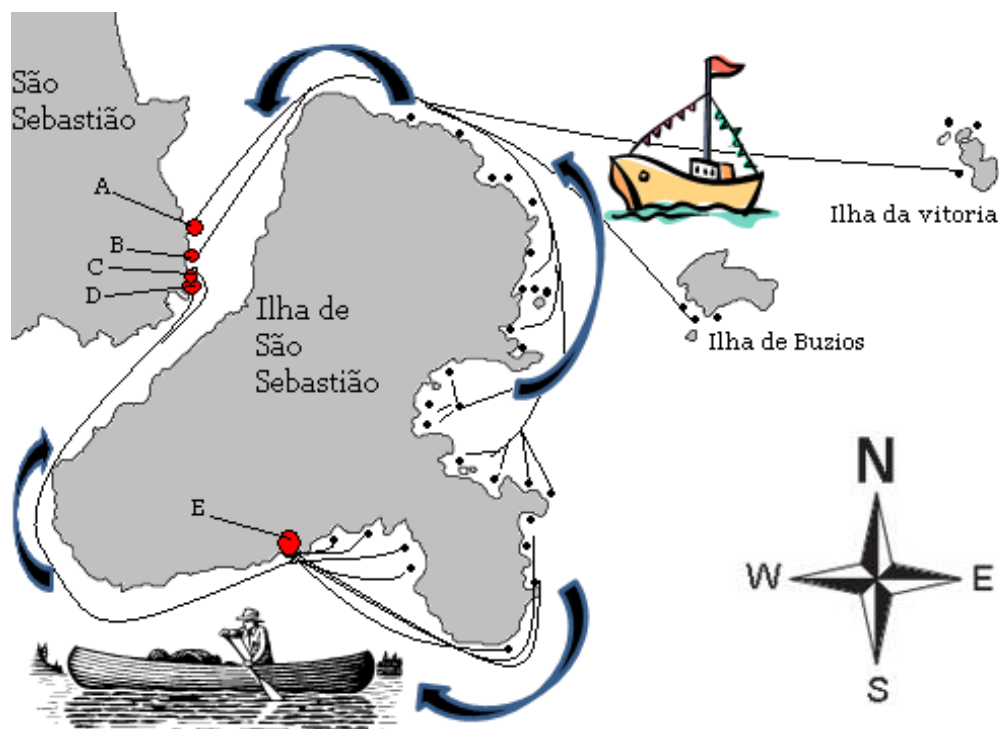 São
Sebastião
A
B
C
D
Ilha de
São
Sebastião
E
Ilha da vitoria
Ilha de Buzios
N
W
E
S